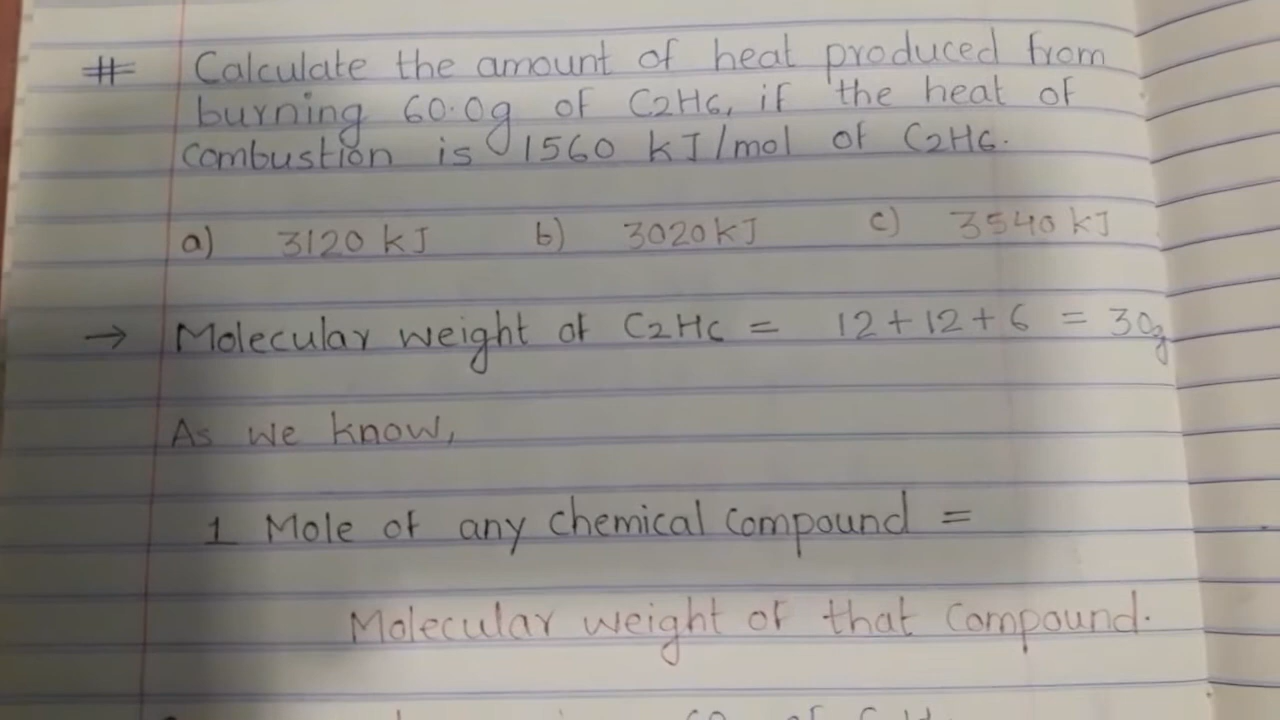 # Calculate the amount of heat produced from
burning 60.0g of C2H6, if the heat of
combustion is 1560 kJ/mol of C2H6.
a) 3120 kJ b) 3020kJ c) 3540 kJ
→ Molecular weight of C2H6 = 12+12+6 = 30g
As we know,
1 Mole of any chemical compound =
Molecular weight of that compound.